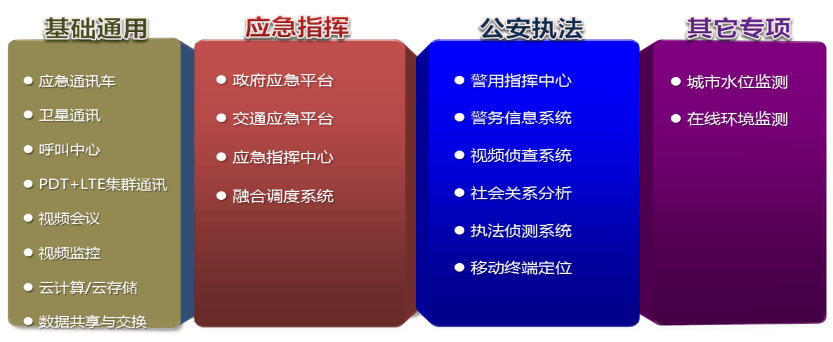 基础通用
应急通讯车
卫星通讯
呼叫中心
PDT+LTE集群通讯
视频会议
视频监控
云计算/云存储
数据共享与交换
应急指挥
政府应急平台
交通应急平台
应急指挥中心
融合调度系统
公安执法
警用指挥中心
警务信息系统
视频侦查系统
社会关系分析
执法侦测系统
移动终端定位
其它专项
城市水位监测
在线环境监测